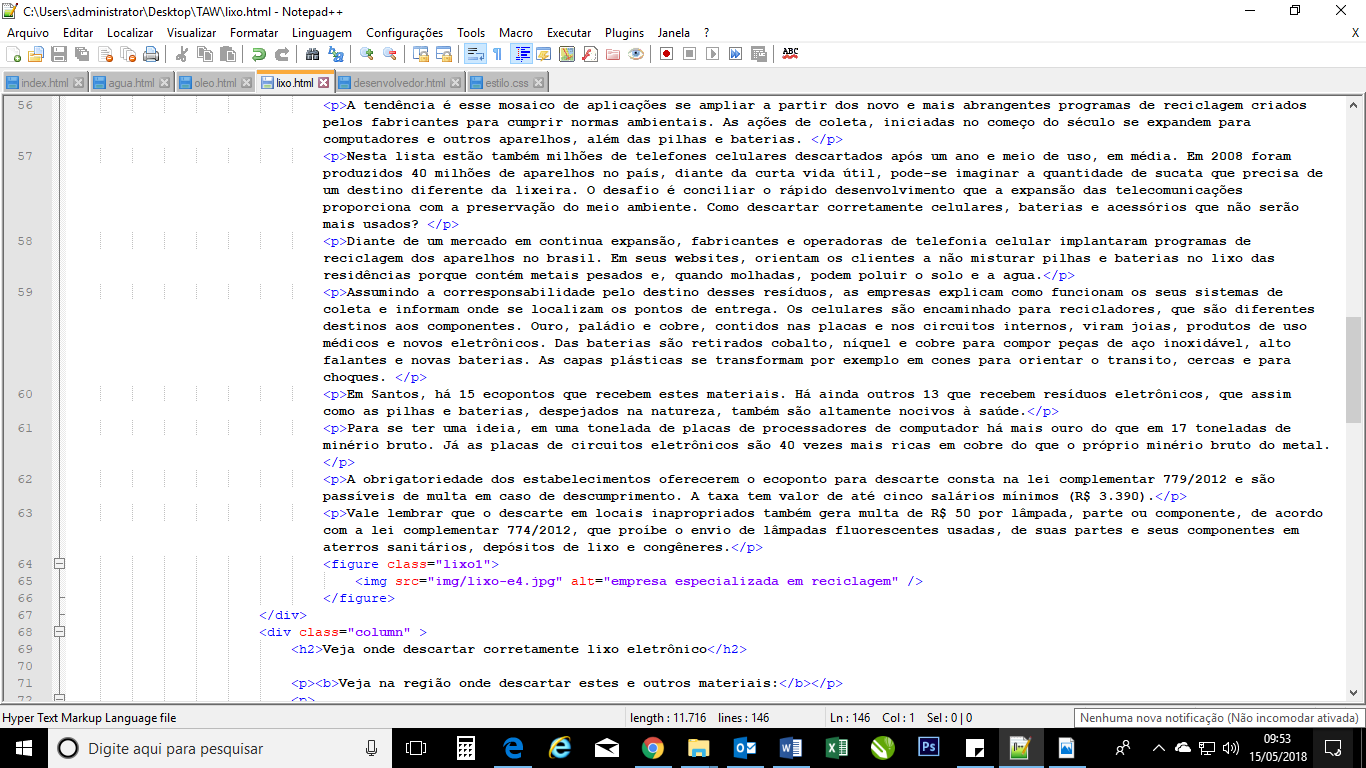 C:\Users\administrator\Desktop\TAW\lixo.html - Notepad++
Arquivo Editar Localizar Visualizar Formatar Linguagem Configurações Tools Macro Executar Plugins Janela ? X
index.html agua.html oleo.html lixo.html desenvolvedor.html estilo.css
56 <p>A tendência é esse mosaico de aplicações se ampliar a partir dos novo e mais abrangentes programas de reciclagem criados
pelos fabricantes para cumprir normas ambientais. As ações de coleta, iniciadas no começo do século se expandem para
computadores e outros aparelhos, além das pilhas e baterias. </p>
57 <p>Nesta lista estão também milhões de telefones celulares descartados após um ano e meio de uso, em média. Em 2008 foram
produzidos 40 milhões de aparelhos no país, diante da curta vida útil, pode-se imaginar a quantidade de sucata que precisa de
um destino diferente da lixeira. O desafio é conciliar o rápido desenvolvimento que a expansão das telecomunicações
proporciona com a preservação do meio ambiente. Como descartar corretamente celulares, baterias e acessórios que não serão
mais usados? </p>
58 <p>Diante de um mercado em continua expansão, fabricantes e operadoras de telefonia celular implantaram programas de
reciclagem dos aparelhos no brasil. Em seus websites, orientam os clientes a não misturar pilhas e baterias no lixo das
residências porque contém metais pesados e, quando molhadas, podem poluir o solo e a agua.</p>
59 <p>Assumindo a corresponsabilidade pelo destino desses resíduos, as empresas explicam como funcionam os seus sistemas de
coleta e informam onde se localizam os pontos de entrega. Os celulares são encaminhado para recicladores, que são diferentes
destinos aos componentes. Ouro, paládio e cobre, contidos nas placas e nos circuitos internos, viram joias, produtos de uso
médicos e novos eletrônicos. Das baterias são retirados cobalto, níquel e cobre para compor peças de aço inoxidável, alto
falantes e novas baterias. As capas plásticas se transformam por exemplo em cones para orientar o transito, cercas e para
choques. </p>
60 <p>Em Santos, há 15 ecopontos que recebem estes materiais. Há ainda outros 13 que recebem resíduos eletrônicos, que assim
como as pilhas e baterias, despejados na natureza, também são altamente nocivos à saúde.</p>
61 <p>Para se ter uma ideia, em uma tonelada de placas de processadores de computador há mais ouro do que em 17 toneladas de
minério bruto. Já as placas de circuitos eletrônicos são 40 vezes mais ricas em cobre do que o próprio minério bruto do metal.
</p>
62 <p>A obrigatoriedade dos estabelecimentos oferecerem o ecoponto para descarte consta na lei complementar 779/2012 e são
passíveis de multa em caso de descumprimento. A taxa tem valor de até cinco salários mínimos (R$ 3.390).</p>
63 <p>Vale lembrar que o descarte em locais inapropriados também gera multa de R$ 50 por lâmpada, parte ou componente, de acordo
com a lei complementar 774/2012, que proíbe o envio de lâmpadas fluorescentes usadas, de suas partes e seus componentes em
aterros sanitários, depósitos de lixo e congêneres.</p>
64 <figure class="lixo1">
65 <img src="img/lixo-e4.jpg" alt="empresa especializada em reciclagem" />
66 </figure>
67 </div>
68 <div class="column" >
69 <h2>Veja onde descartar corretamente lixo eletrônico</h2>
70
71 <p><b>Veja na região onde descartar estes e outros materiais:</b></p>
72 <p>
Hyper Text Markup Language file length : 11.716 lines : 146 Ln : 146 Col : 1 Sel : 0 | 0 Nenhuma nova notificação (Não incomodar ativada)
Digite aqui para pesquisar
09:53
15/05/2018